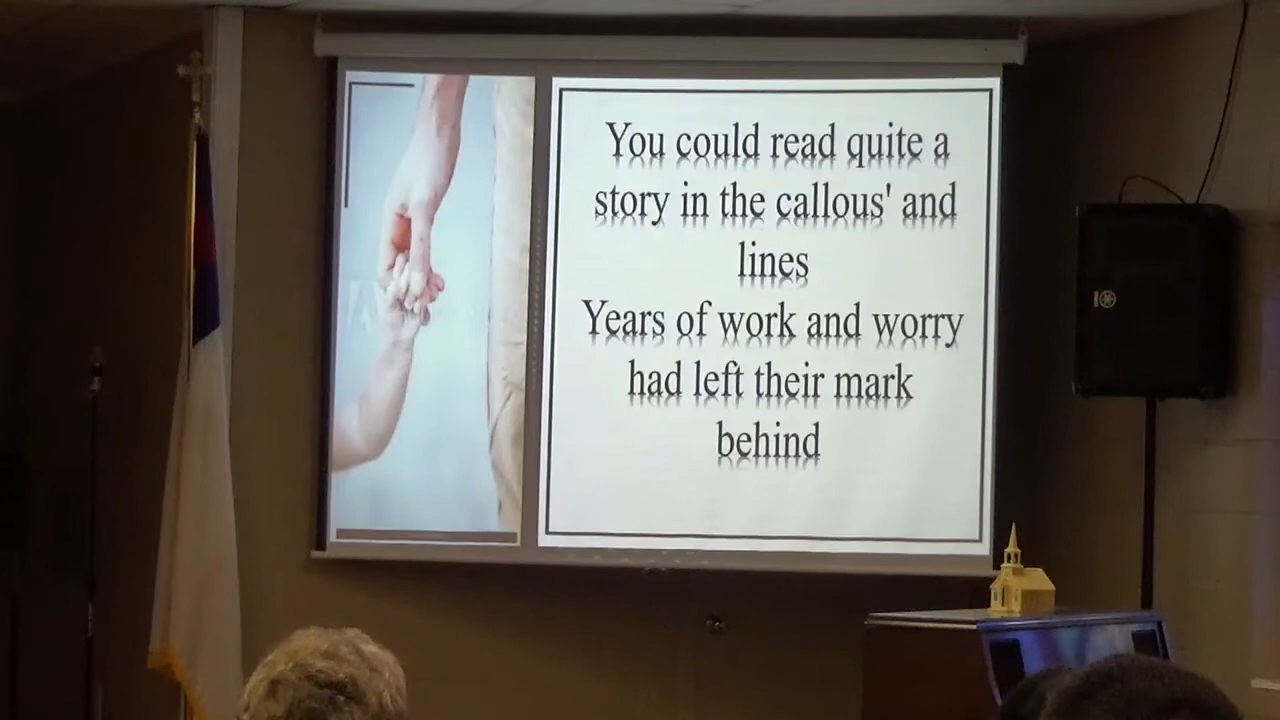 You could read quite a
story in the callous' and
lines
Years of work and worry
had left their mark
behind